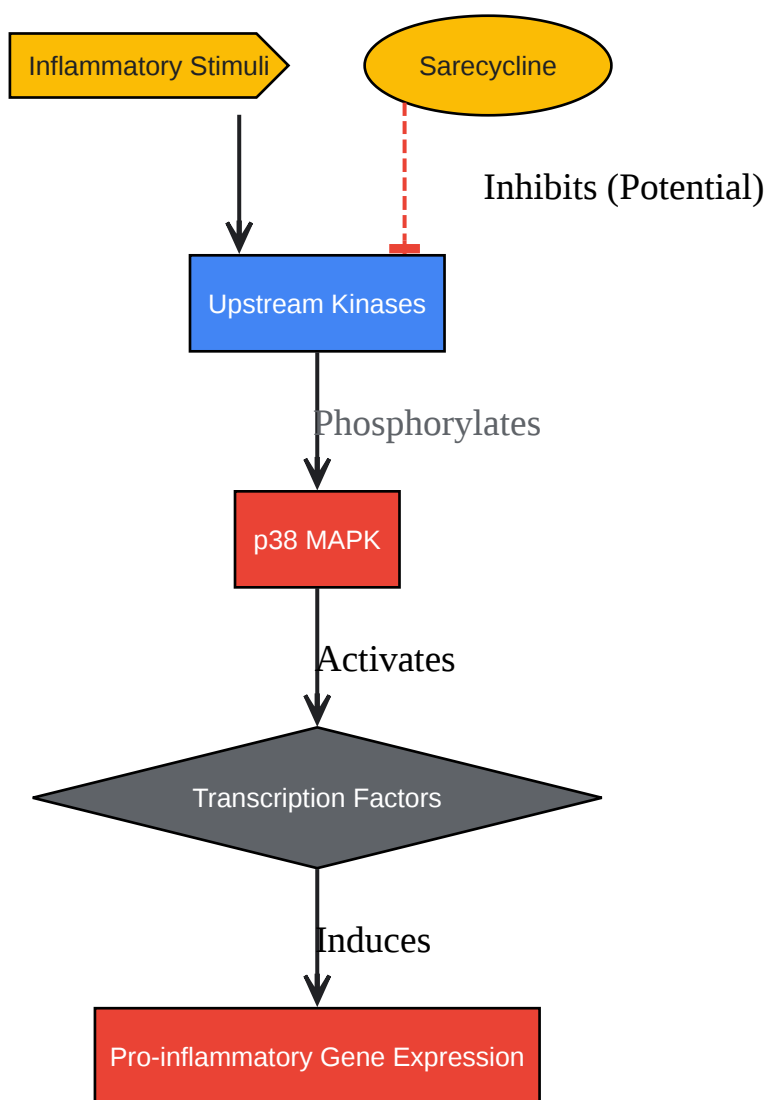 Inflammatory Stimuli
Sarecycline
Inhibits (Potential)
Upstream Kinases
Phosphorylates
p38 MAPK
Activates
Transcription Factors
Induces
Pro-inflammatory Gene Expression